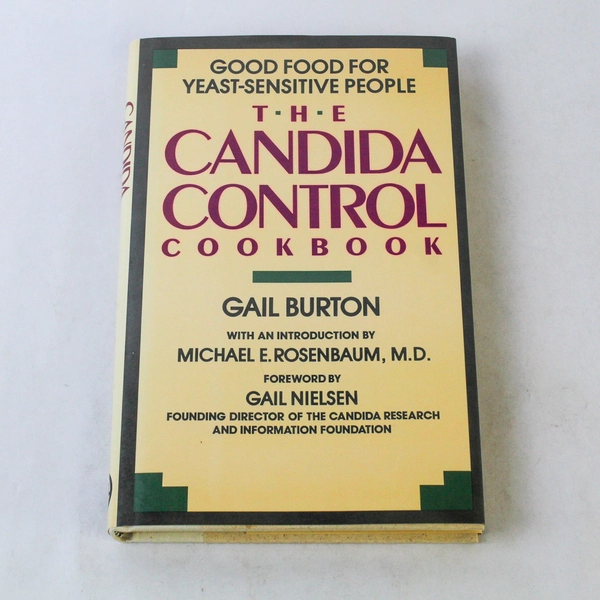 GOOD FOOD FOR
YEAST-SENSITIVE PEOPLE
T·H·E
CANDIDA
CONTROL
COOKBOOK
GAIL BURTON
WITH AN INTRODUCTION BY
MICHAEL E. ROSENBAUM, M.D.
FOREWORD BY
GAIL NIELSEN
FOUNDING DIRECTOR OF THE CANDIDA RESEARCH
AND INFORMATION FOUNDATION
CANDIDA